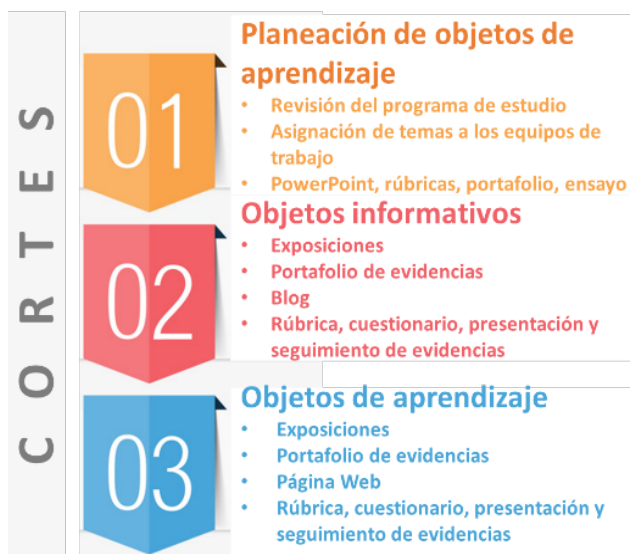 CORTES
01
Planeación de objetos de
aprendizaje
• Revisión del programa de estudio
• Asignación de temas a los equipos de
trabajo
• PowerPoint, rúbricas, portafolio, ensayo
02
Objetos informativos
• Exposiciones
• Portafolio de evidencias
• Blog
• Rúbrica, cuestionario, presentación y
seguimiento de evidencias
03
Objetos de aprendizaje
• Exposiciones
• Portafolio de evidencias
• Página Web
• Rúbrica, cuestionario, presentación y
seguimiento de evidencias